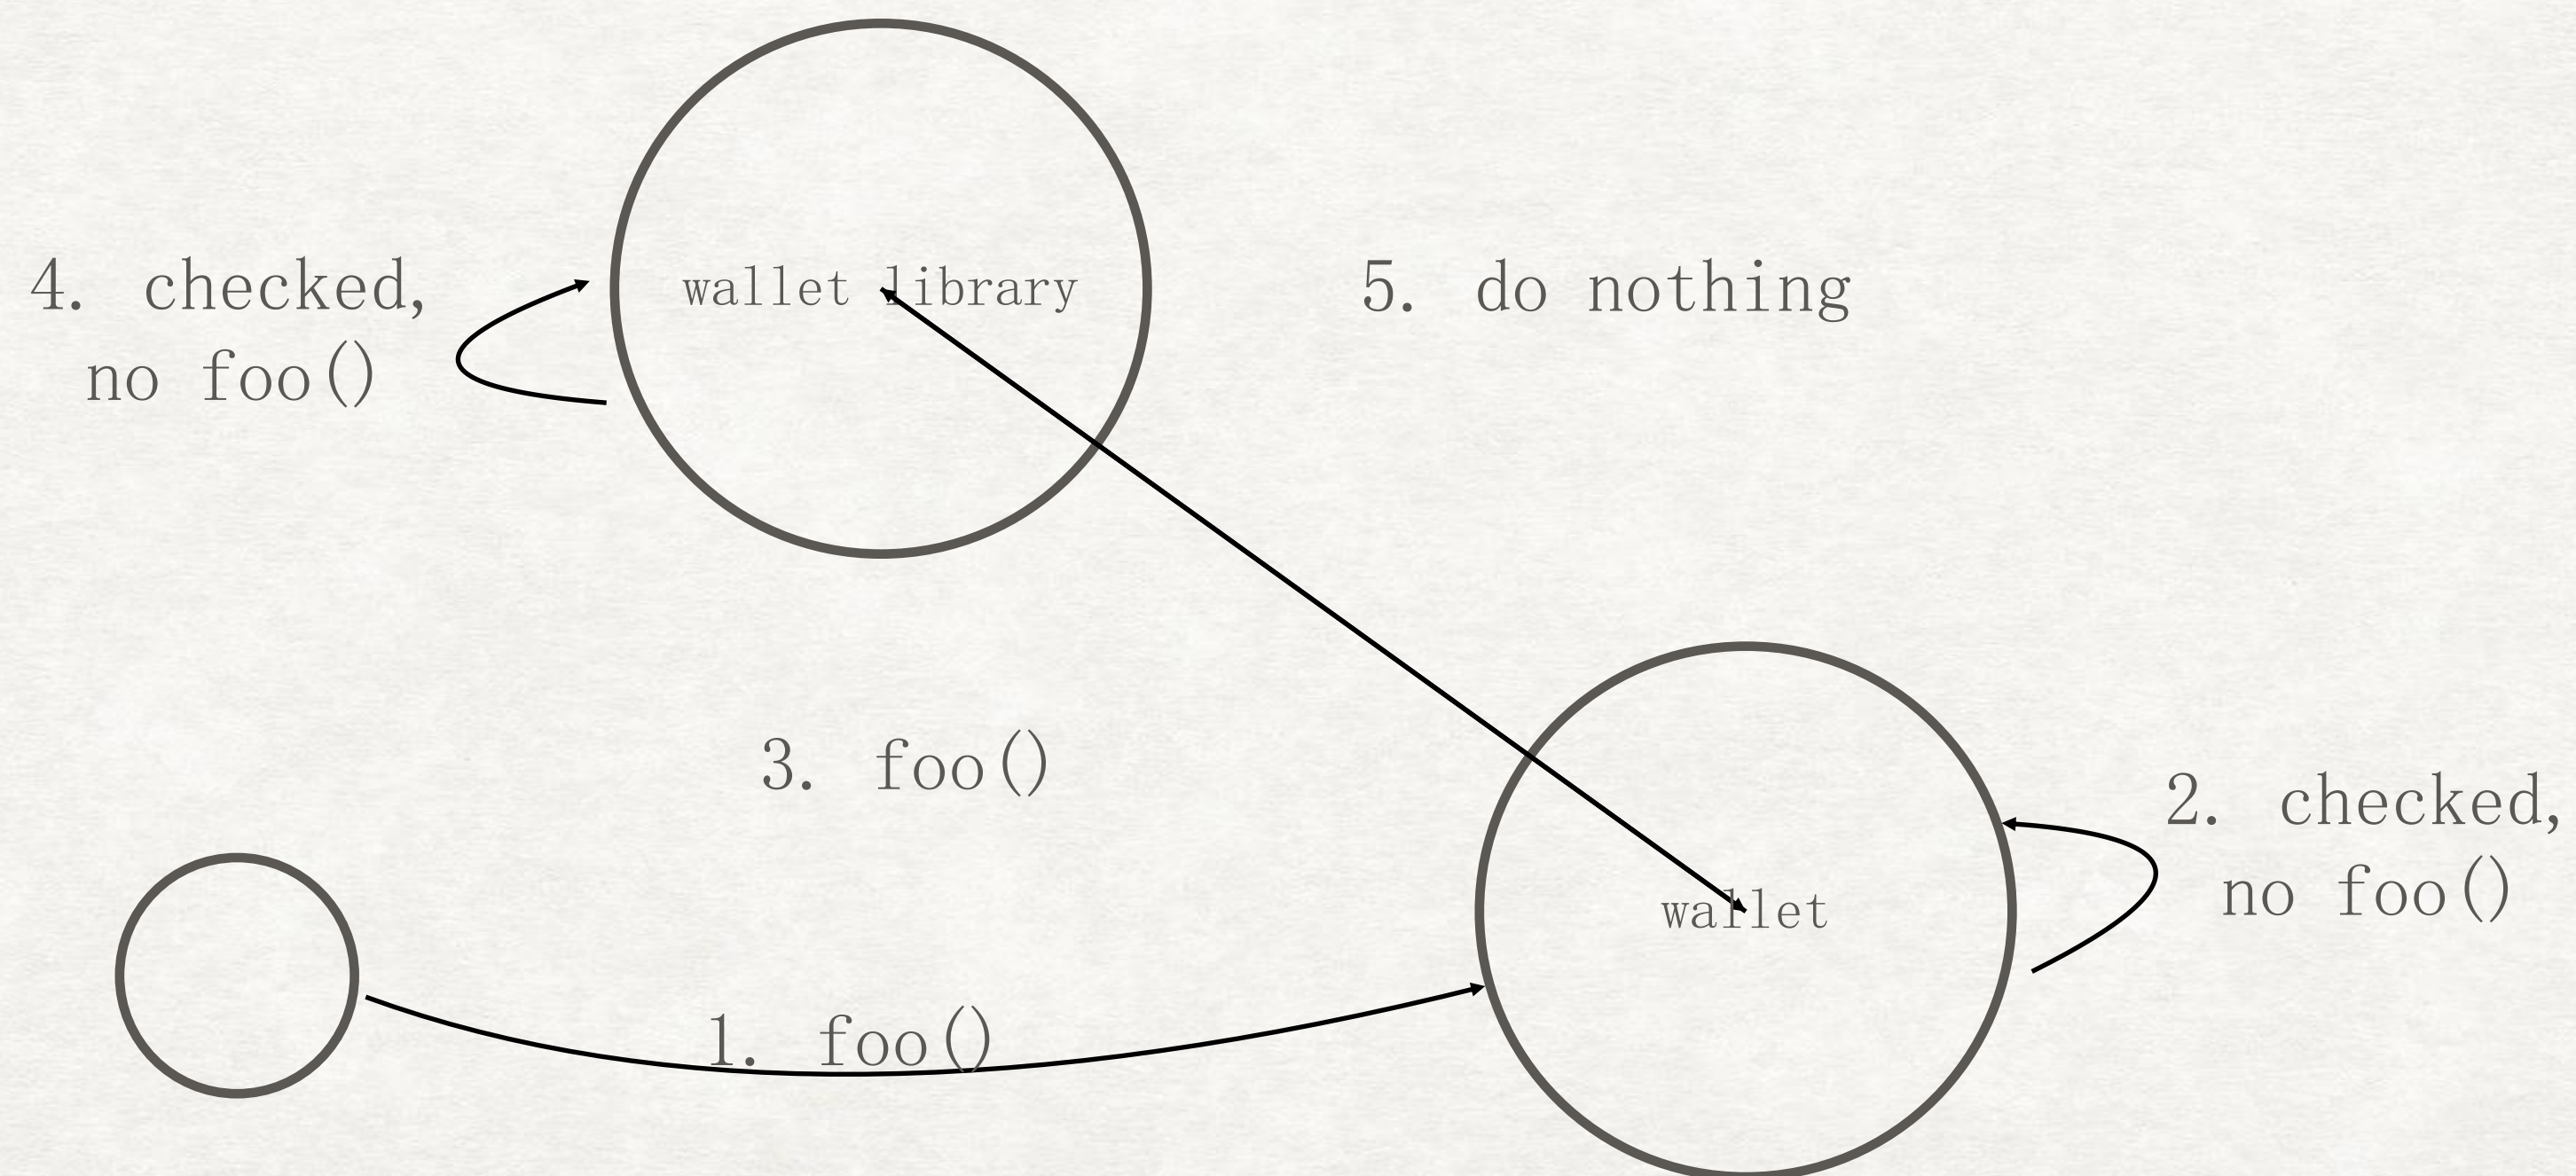 wallet library
4. checked,
no foo()
5. do nothing
3. foo()
2. checked,
no foo()
wallet
1. foo()